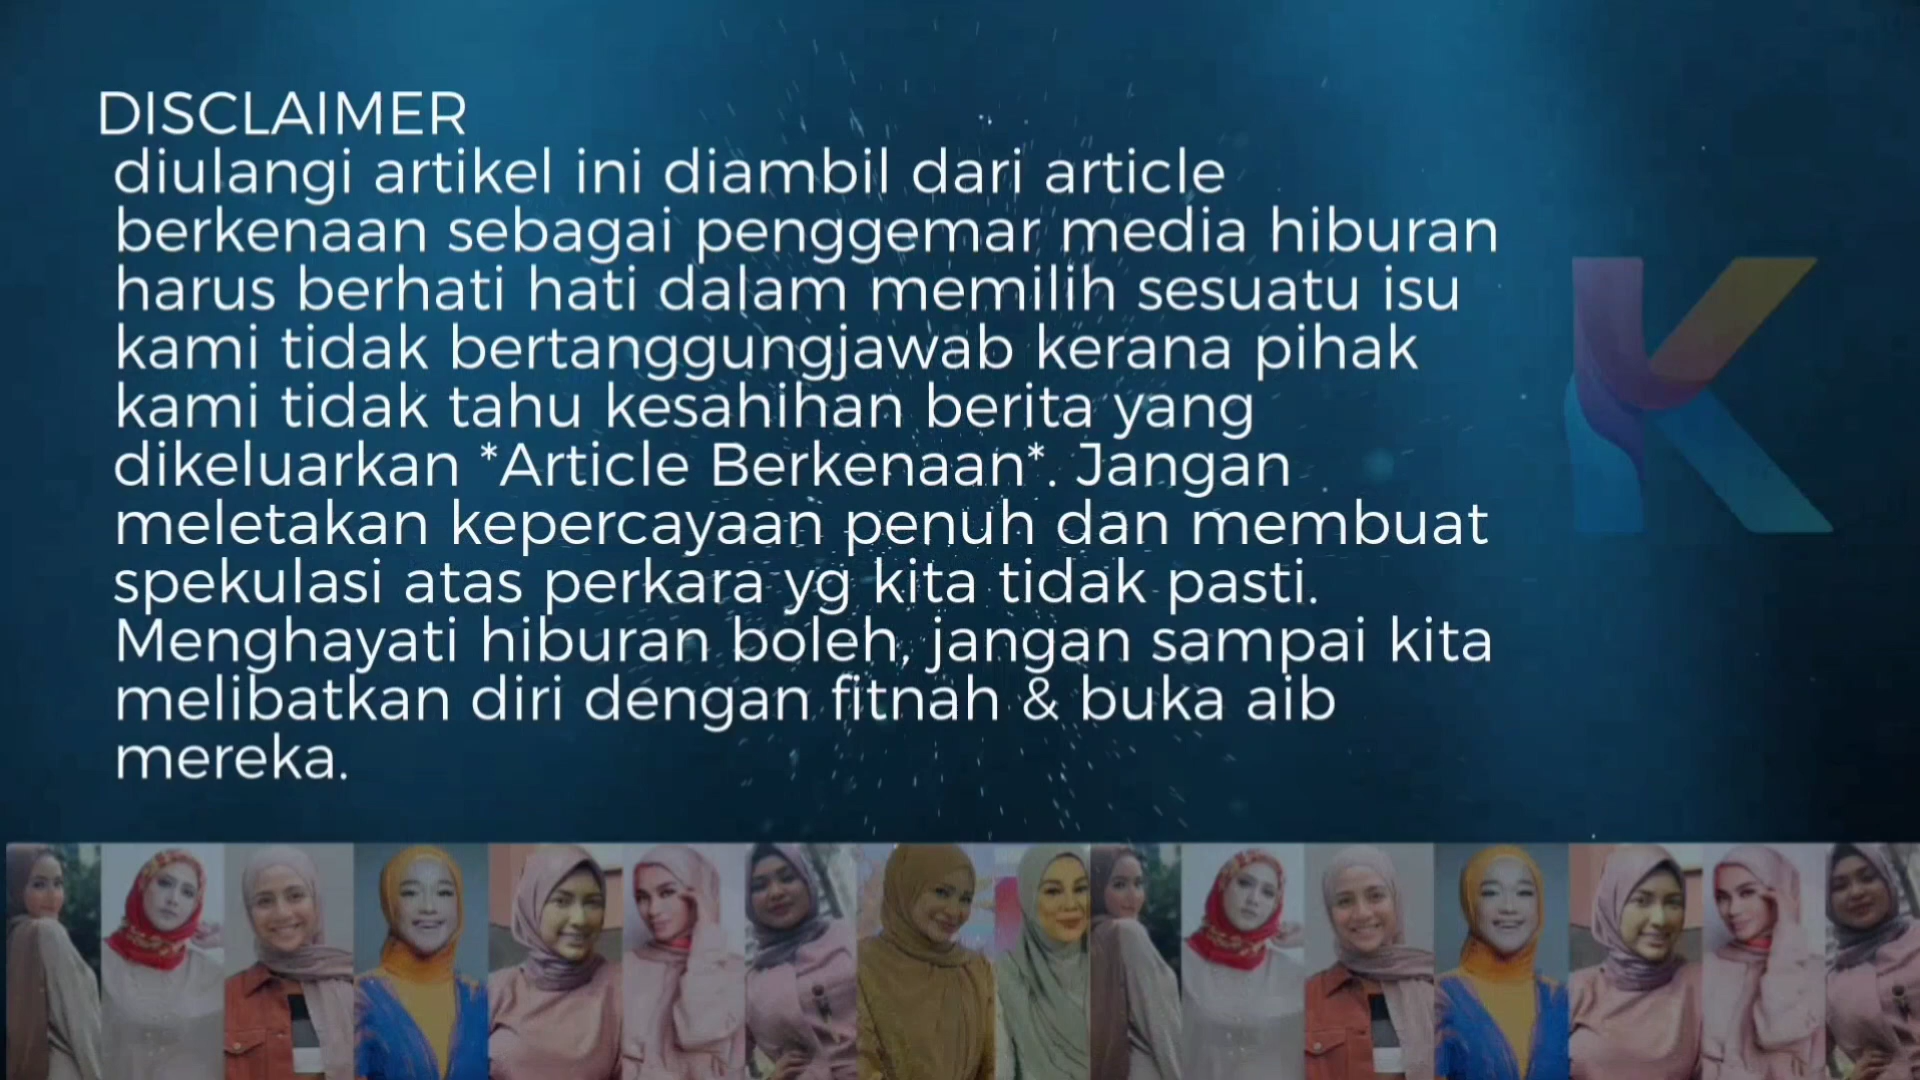 DISCLAIMER
diulangi artikel ini diambil dari article
berkenaan sebagai penggemar media hiburan
harus berhati hati dalam memilih sesuatu isu
kami tidak bertanggungjawab kerana pihak
kami tidak tahu kesahihan berita yang
dikeluarkan *Article Berkenaan*. Jangan
meletakan kepercayaan penuh dan membuat
spekulasi atas perkara yg kita tidak pasti.
Menghayati hiburan boleh, jangan sampai kita
melibatkan diri dengan fitnah & buka aib
mereka.
K